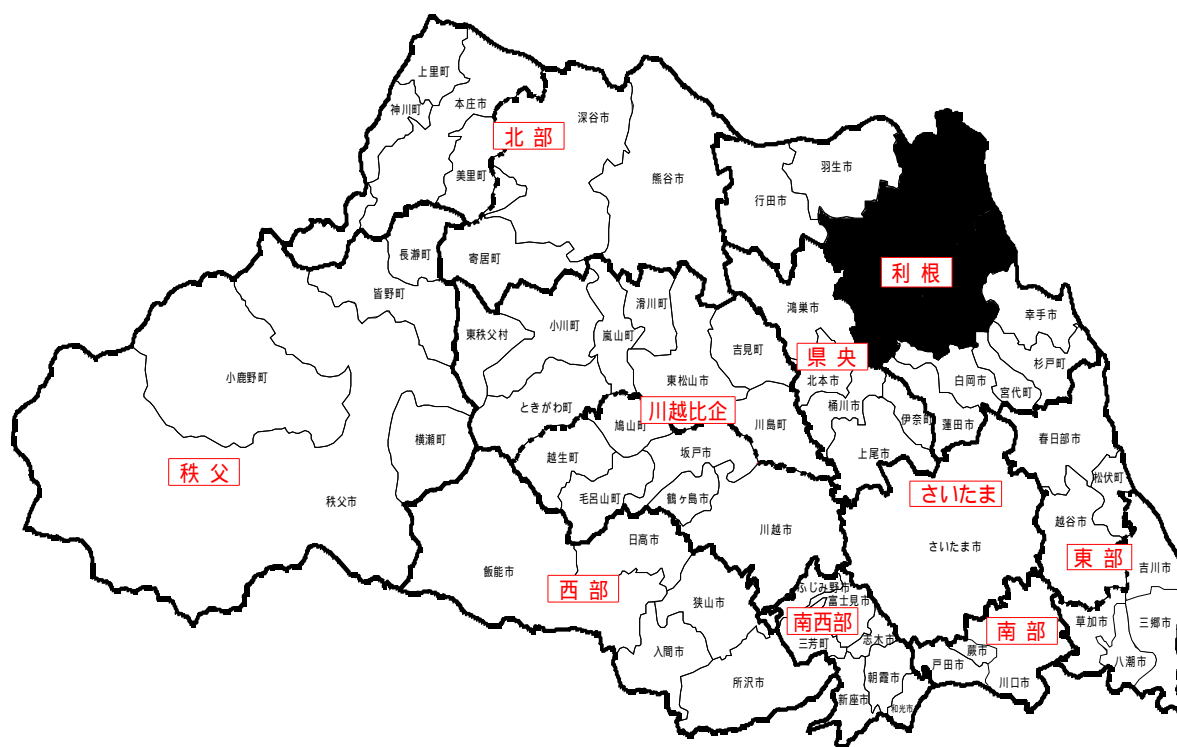 上里町
神川町
本庄市
深谷市
北部
美里町
熊谷市
羽生市
行田市
長瀞町
寄居町
皆野町
利根
鴻巣市
幸手市
東秩父村
小川町
嵐山町
滑川町
吉見町
県央
杉戸町
小鹿野町
東松山市
北本市
白岡市
宮代町
ときがわ町
川越比企
桶川市
伊奈町
蓮田市
鳩山町
川島町
横瀬町
越生町
坂戸市
上尾市
春日部市
秩父
秩父市
毛呂山町
鶴ヶ島市
さいたま
松伏町
日高市
川越市
さいたま市
越谷市
東部
飯能市
西部
ふじみ野市
吉川市
狭山市
富士見市
南西部
南部
草加市
三郷市
入間市
三芳町
志木市
蕨市
戸田市
八潮市
所沢市
朝霞市
川口市
新座市
和光市